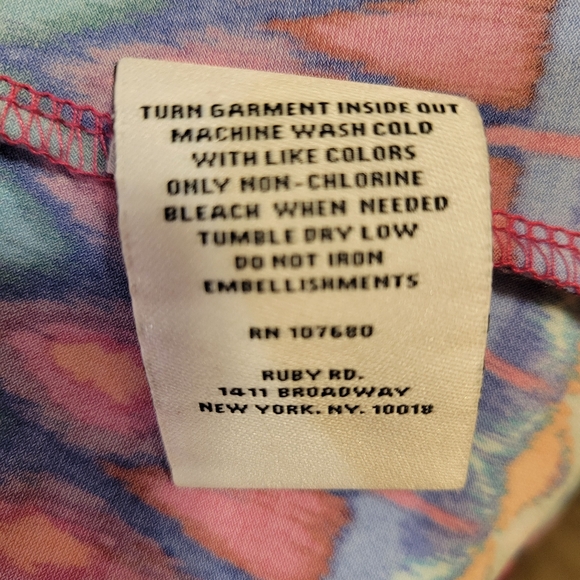 TURN GARMENT INSIDE OUT
MACHINE WASH COLD
WITH LIKE COLORS
ONLY NON-CHLORINE
BLEACH WHEN NEEDED
TUMBLE DRY LOW
DO NOT IRON
EMBELLISHMENTS
RN 107680
RUBY RD.
1411 BROADWAY
NEW YORK. NY. 10018